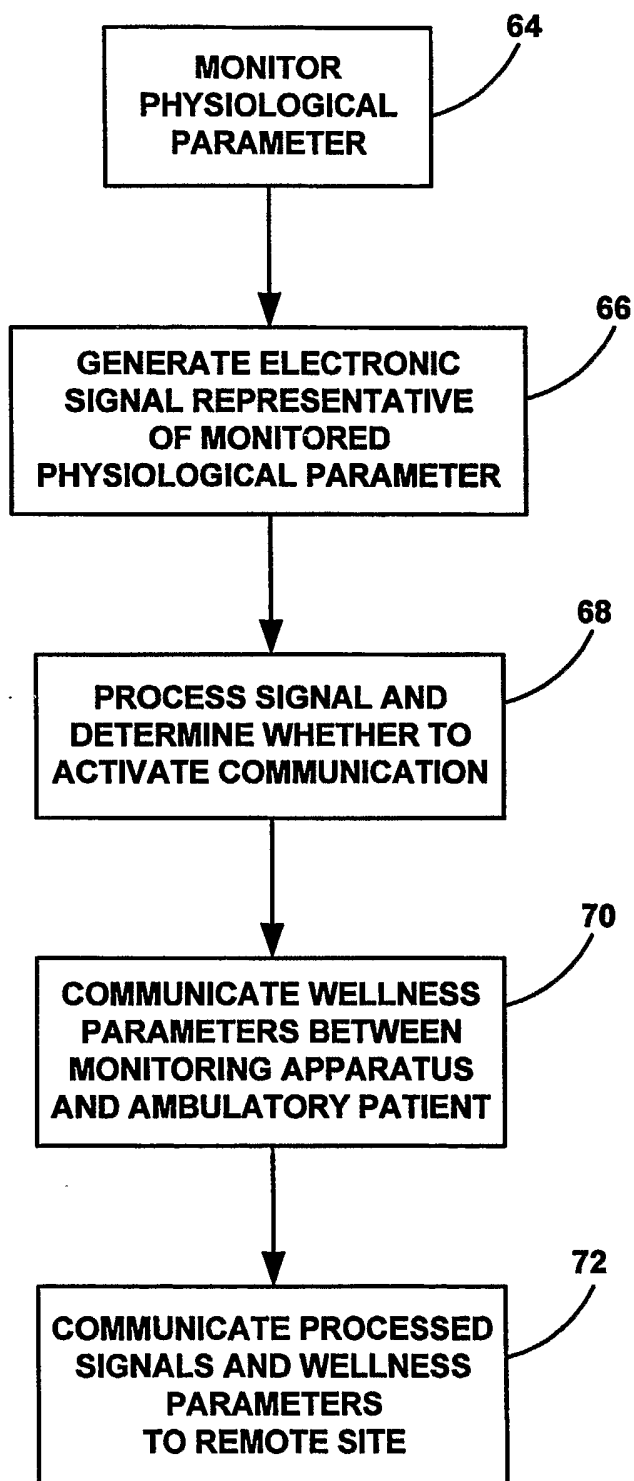 64
MONITOR
PHYSIOLOGICAL
PARAMETER
66
GENERATE ELECTRONIC
SIGNAL REPRESENTATIVE
OF MONITORED
PHYSIOLOGICAL PARAMETER
68
PROCESS SIGNAL AND
DETERMINE WHETHER TO
ACTIVATE COMMUNICATION
70
COMMUNICATE WELLNESS
PARAMETERS BETWEEN
MONITORING APPARATUS
AND AMBULATORY PATIENT
72
COMMUNICATE PROCESSED
SIGNALS AND WELLNESS
PARAMETERS
TO REMOTE SITE